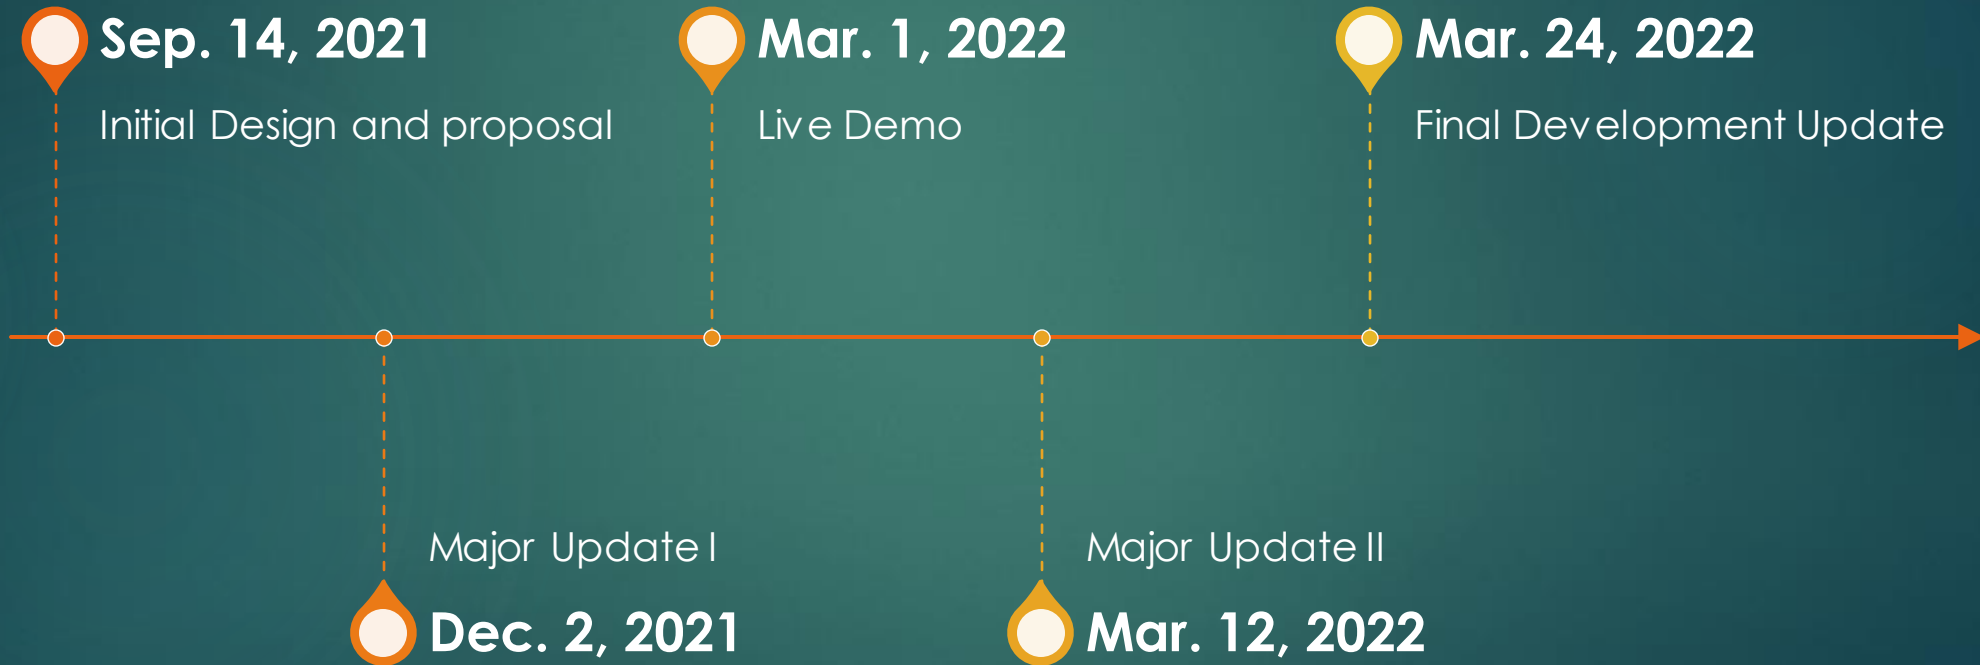 Sep. 14, 2021
Initial Design and proposal
Mar. 1, 2022
Live Demo
Mar. 24, 2022
Final Development Update
Major Update I
Dec. 2, 2021
Major Update II
Mar. 12, 2022